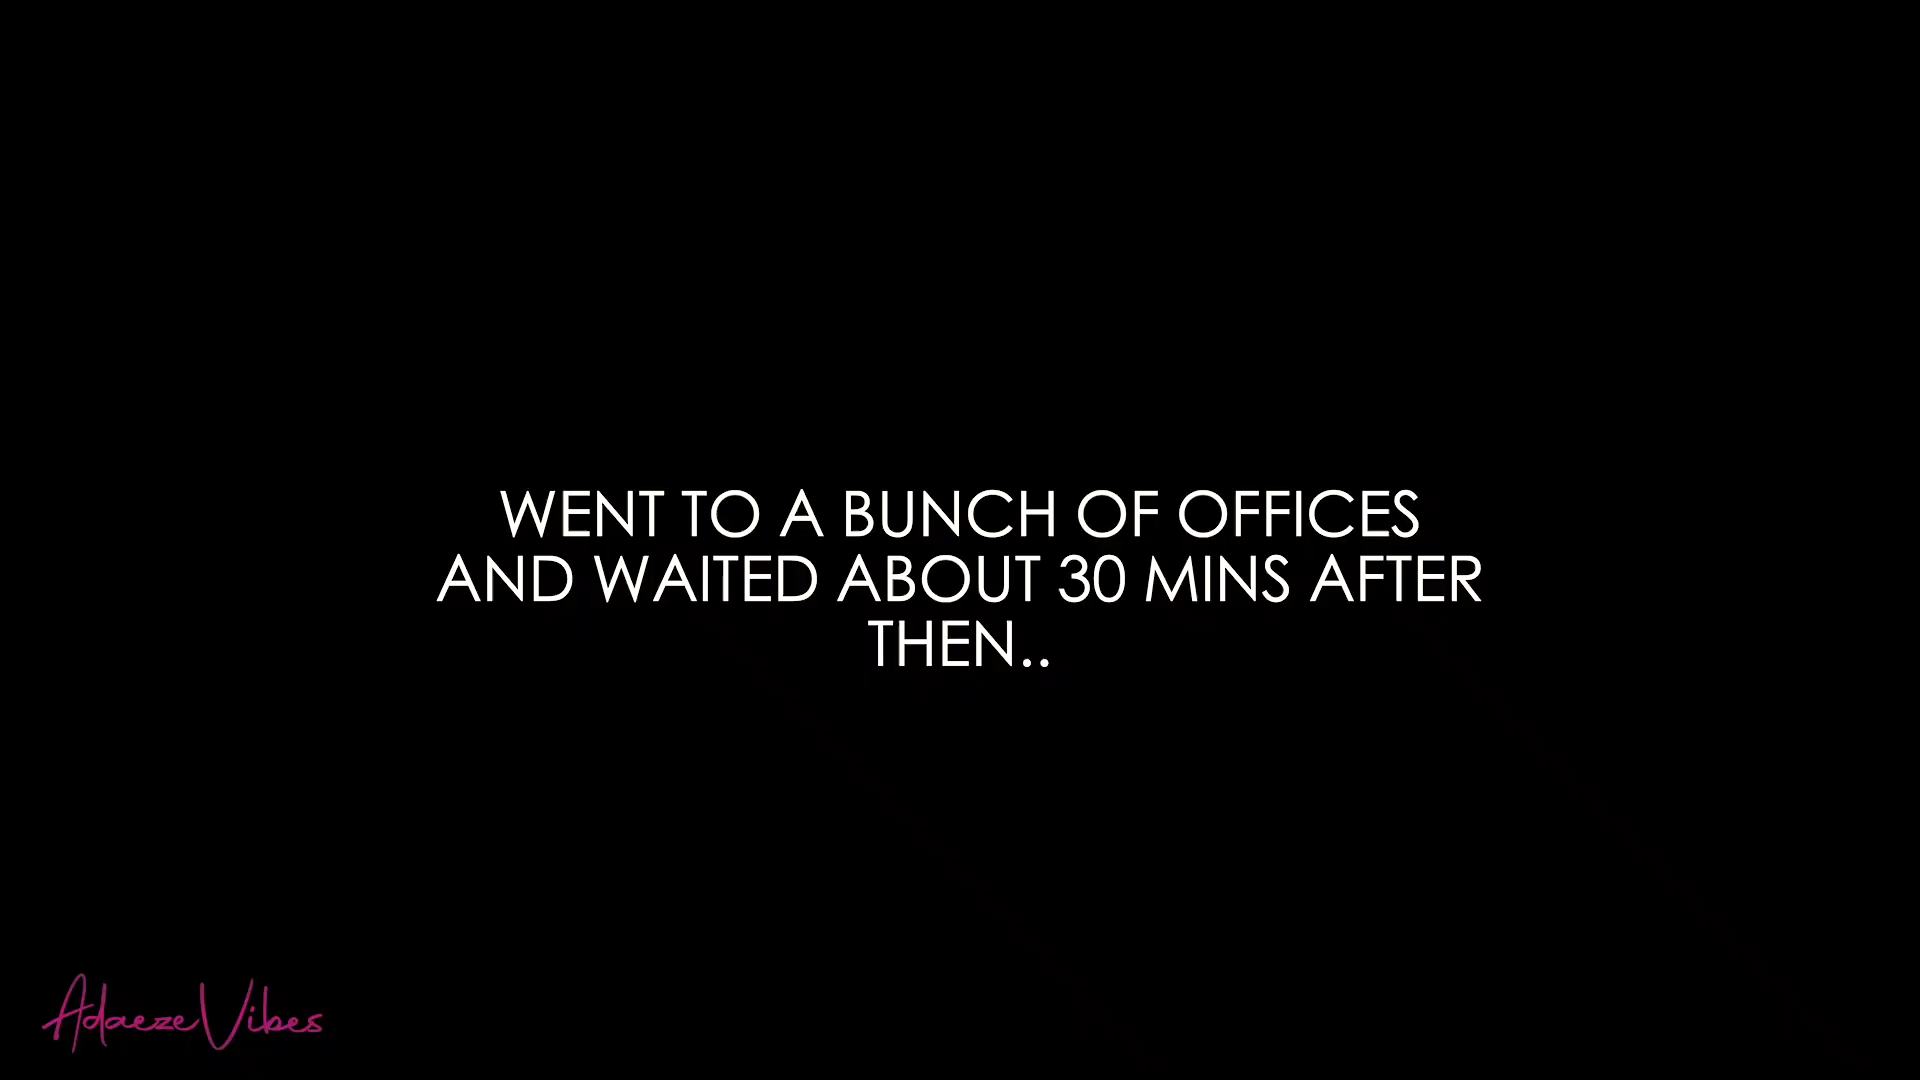 WENT TO A BUNCH OF OFFICES
AND WAITED ABOUT 30 MINS AFTER
THEN..
AdaezeVibes